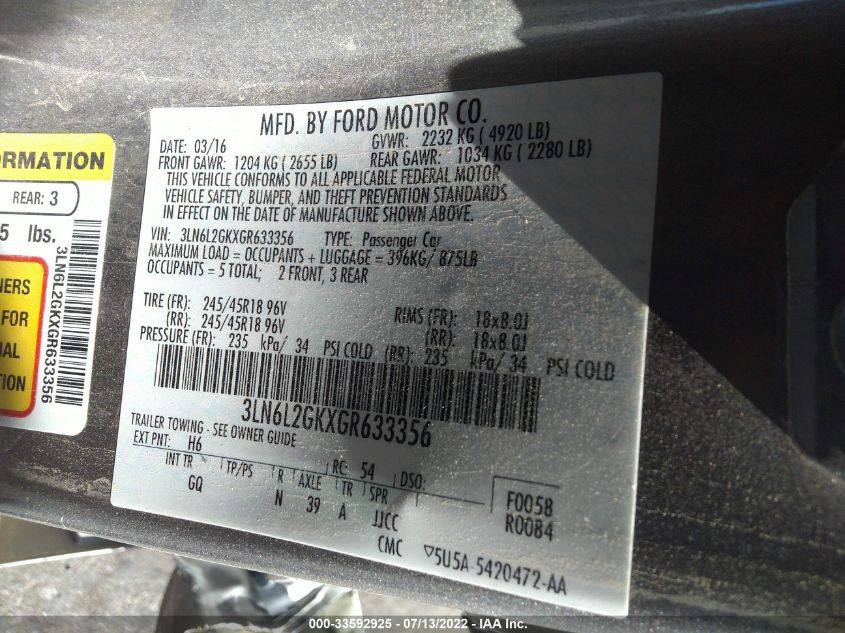 MFD. BY FORD MOTOR CO.
DATE: 03/16 GVWR: 2232 KG ( 4920 LB)
FRONT GAWR: 1204 KG ( 2655 LB) REAR GAWR: 1034 KG ( 2280 LB)
THIS VEHICLE CONFORMS TO ALL APPLICABLE FEDERAL MOTOR
VEHICLE SAFETY, BUMPER, AND THEFT PREVENTION STANDARDS
IN EFFECT ON THE DATE OF MANUFACTURE SHOWN ABOVE.
VIN: 3LN6L2GKXGR633356 TYPE: Passenger Car
MAXIMUM LOAD = OCCUPANTS + LUGGAGE = 396KG/ 875LB
OCCUPANTS = 5 TOTAL; 2 FRONT, 3 REAR
TIRE (FR): 245/45R18 96V RIMS (FR): 18x8.0J
(RR): 245/45R18 96V (RR): 18x8.0J
PRESSURE (FR): 235 kPa/ 34 PSI COLD (RR): 235 kPa/ 34 PSI COLD
3LN6L2GKXGR633356
TRAILER TOWING - SEE OWNER GUIDE
EXT PNT: H6 RC: 54 DSO:
INT TR TP/PS R AXLE TR SPR
GQ N 39 A JJCC
CMC
F0058
R0084
▽5U5A-5420472-AA
ORMATION
REAR: 3
5 lbs.
NERS
FOR
AL
TION
3LN6L2GKXGR633356
000-33592925 - 07/13/2022 - IAA Inc.